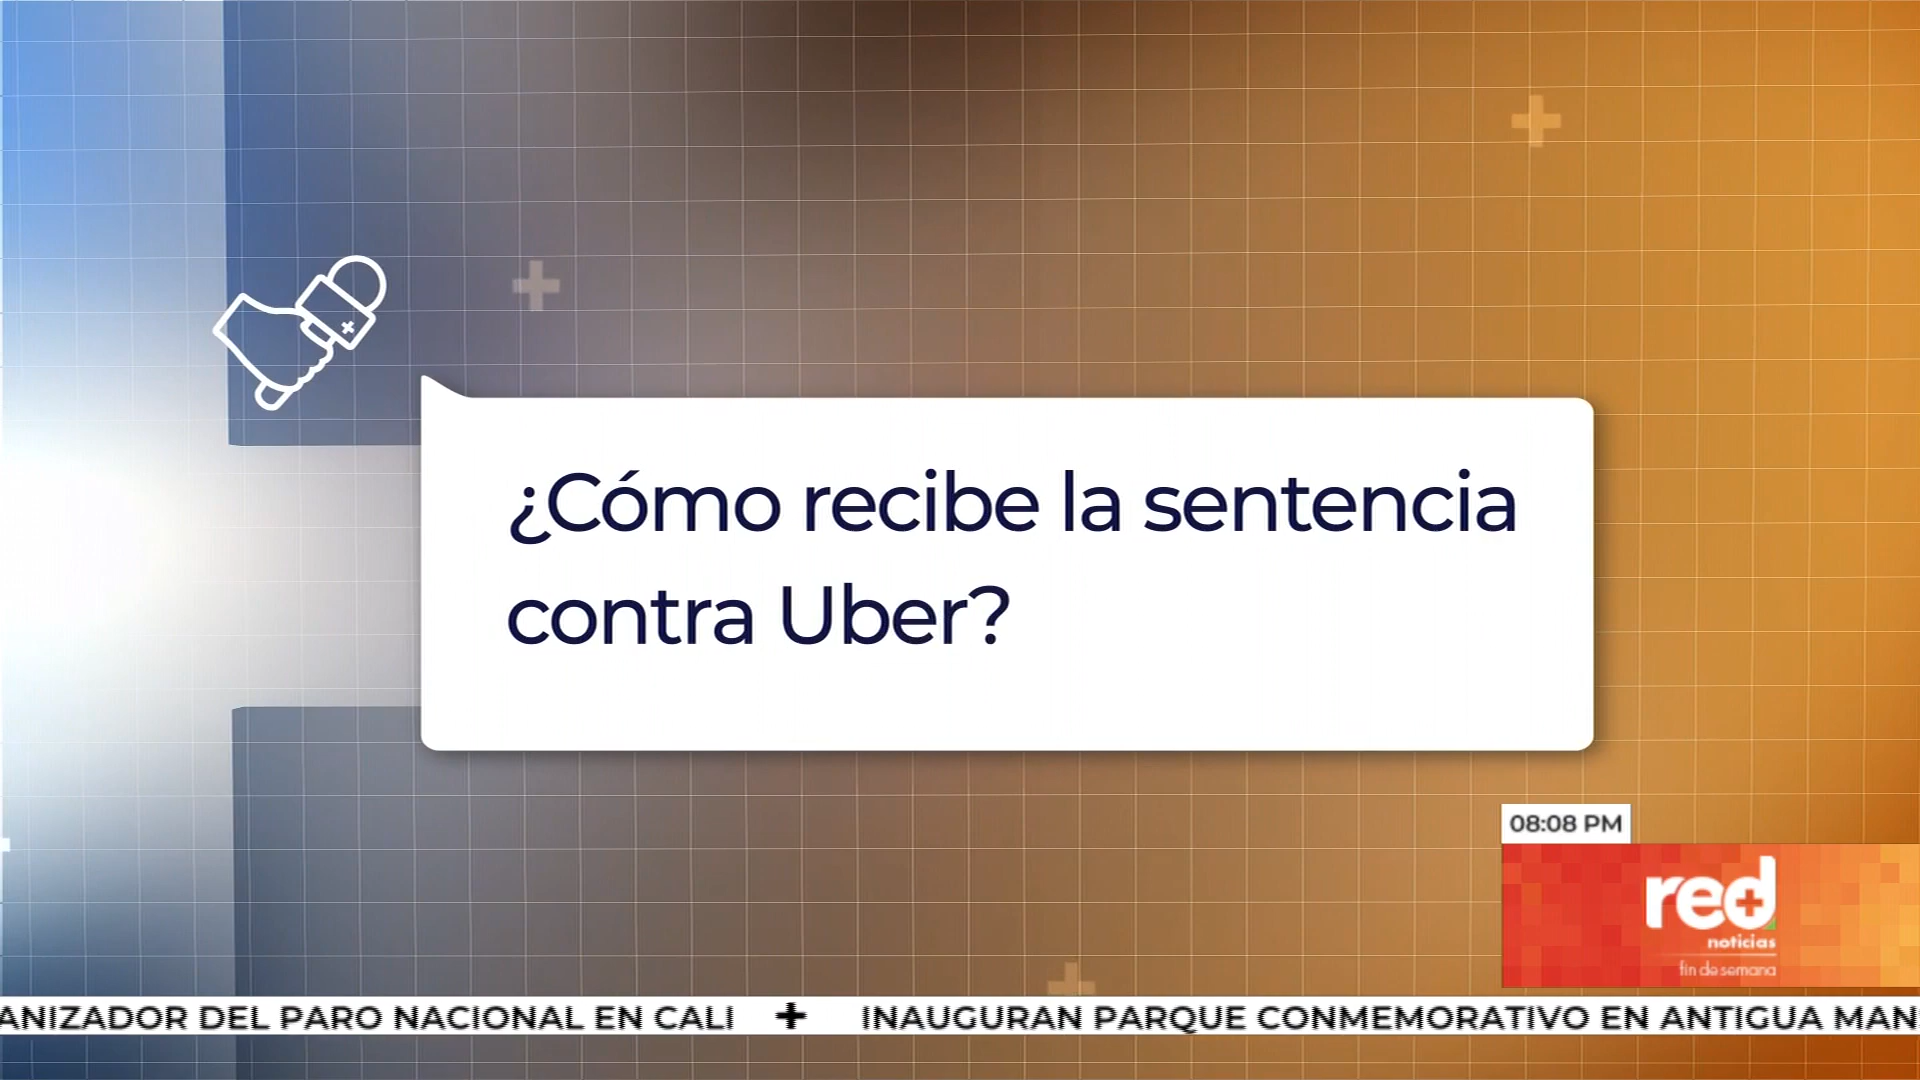 ¿Cómo recibe la sentencia
contra Uber?
08:08 PM
red
noticias
fin de semana
ANIZADOR DEL PARO NACIONAL EN CALI + INAUGURAN PARQUE CONMEMORATIVO EN ANTIGUA MAN